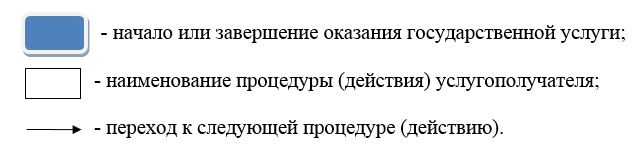 - начало или завершение оказания государственной услуги;
- наименование процедуры (действия) услугополучателя;
- переход к следующей процедуре (действию).